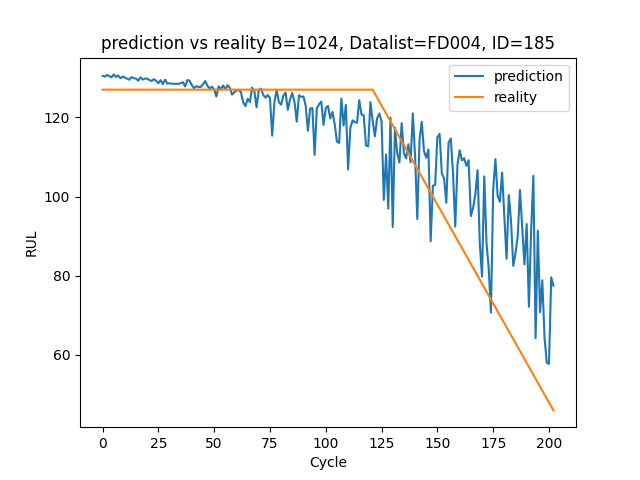 prediction vs reality B=1024, Datalist=FD004, ID=185
prediction
reality
120
100
80
60
RUL
0 25 50 75 100 125 150 175 200
Cycle